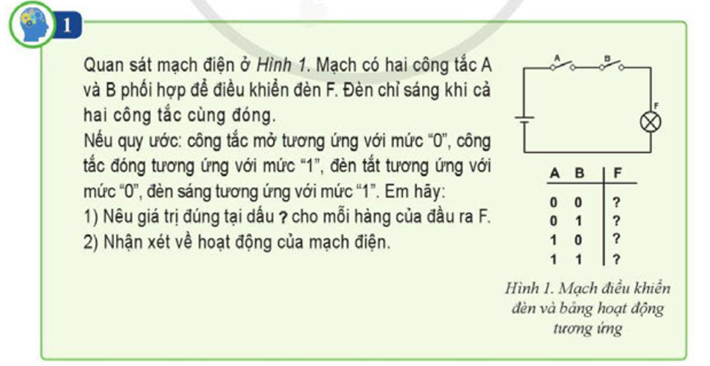 1
Quan sát mạch điện ở Hình 1. Mạch có hai công tắc A
và B phối hợp để điều khiển đèn F. Đèn chỉ sáng khi cả
hai công tắc cùng đóng.
Nếu quy ước: công tắc mở tương ứng với mức "0", công
tắc đóng tương ứng với mức "1", đèn tắt tương ứng với
mức "0", đèn sáng tương ứng với mức "1". Em hãy:
1) Nêu giá trị đúng tại dấu ? cho mỗi hàng của đầu ra F.
2) Nhận xét về hoạt động của mạch điện.
A B
F
A B F
0 0 ?
0 1 ?
1 0 ?
1 1 ?
Hình 1. Mạch điều khiển
đèn và bảng hoạt động
tương ứng